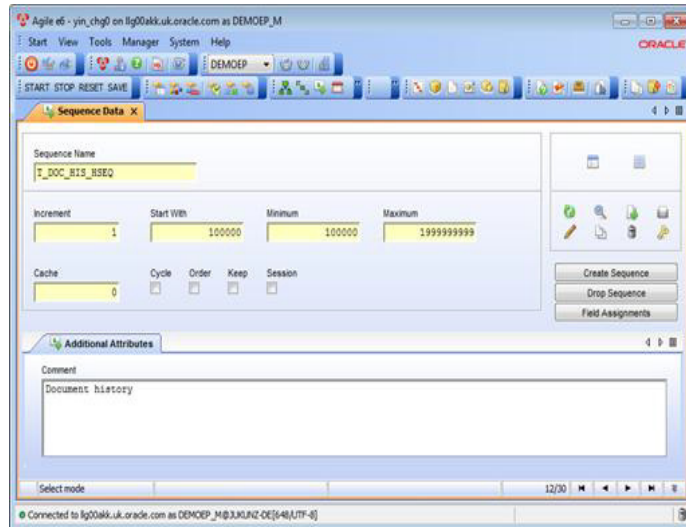 Agile e6 - yin_chg0 on llg00akk.uk.oracle.com as DEMOEP_M
Start View Tools Manager System Help
ORACLE
DEMOEP
START STOP RESET SAVE
Sequence Data X
Sequence Name
T_DOC_HIS_HSEQ
Increment Start With Minimum Maximum
1 100000 100000 1999999999
Cache Cycle Order Keep Session
0
Create Sequence
Drop Sequence
Field Assignments
Additional Attributes
Comment
Document history
Select mode 12/30
Connected to llg00akk.uk.oracle.com as DEMOEP_M@JUKUNZ-DE[648/UTF-8]